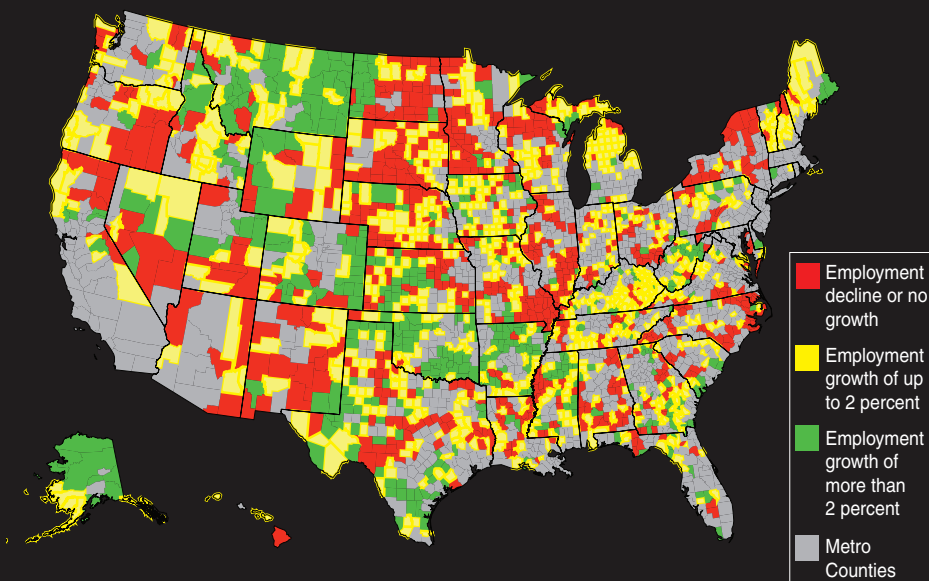 Employment
decline or no
growth
Employment
growth of up
to 2 percent
Employment
growth of
more than
2 percent
Metro
Counties